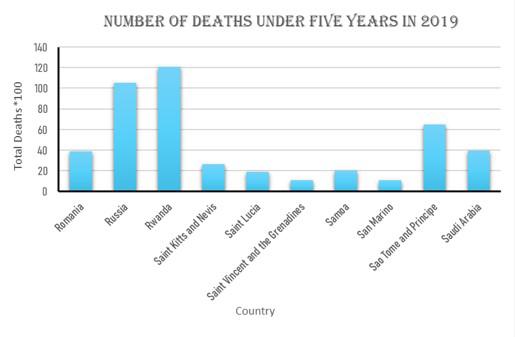 NUMBER OF DEATHS UNDER FIVE YEARS IN 2019
Total Deaths *100
140
120
100
80
60
40
20
0
Romania
Russia
Rwanda
Saint Kitts and Nevis
Saint Lucia
Saint Vincent and the Grenadines
Samoa
San Marino
Sao Tome and Principe
Saudi Arabia
Country